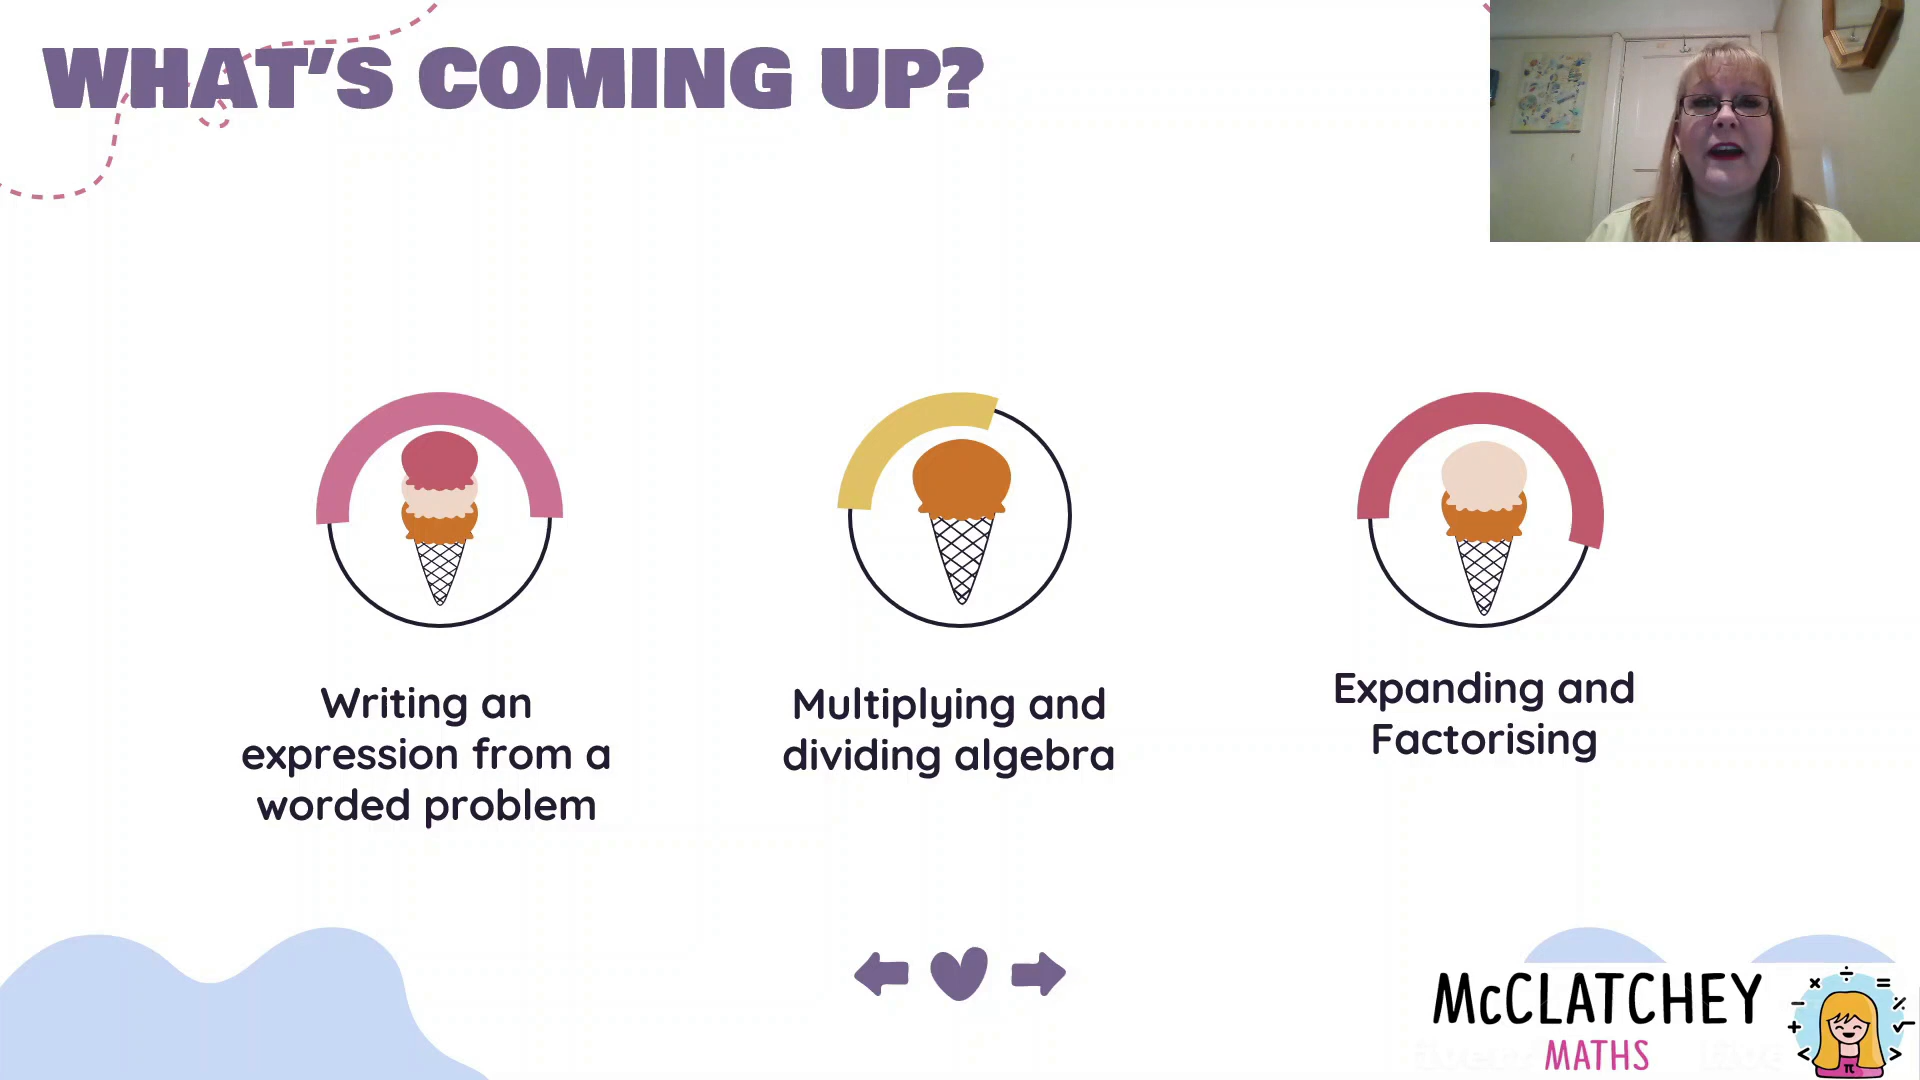 WHAT'S COMING UP?
Writing an
expression from a
worded problem
Multiplying and
dividing algebra
Expanding and
Factorising
McCLATCHEY
MATHS